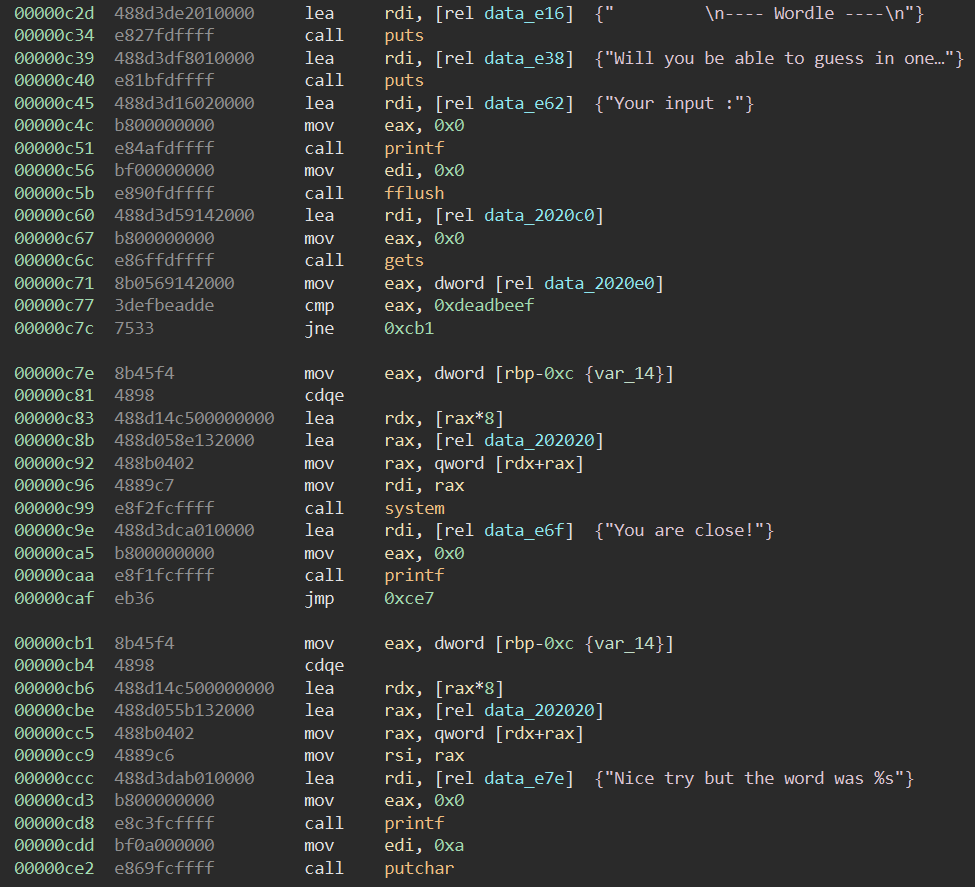 00000c2d  488d3de2010000     lea     rdi, [rel data_e16]  {"         \n---- Wordle ----\n"}
00000c34  e827fdffff         call    puts
00000c39  488d3df8010000     lea     rdi, [rel data_e38]  {"Will you be able to guess in one…"}
00000c40  e81bfdffff         call    puts
00000c45  488d3d16020000     lea     rdi, [rel data_e62]  {"Your input :"}
00000c4c  b800000000         mov     eax, 0x0
00000c51  e84afdffff         call    printf
00000c56  bf00000000         mov     edi, 0x0
00000c5b  e890fdffff         call    fflush
00000c60  488d3d59142000     lea     rdi, [rel data_2020c0]
00000c67  b800000000         mov     eax, 0x0
00000c6c  e86ffdffff         call    gets
00000c71  8b0569142000       mov     eax, dword [rel data_2020e0]
00000c77  3defbeadde         cmp     eax, 0xdeadbeef
00000c7c  7533               jne     0xcb1
00000c7e  8b45f4             mov     eax, dword [rbp-0xc {var_14}]
00000c81  4898               cdqe
00000c83  488d14c500000000   lea     rdx, [rax*8]
00000c8b  488d058e132000     lea     rax, [rel data_202020]
00000c92  488b0402           mov     rax, qword [rdx+rax]
00000c96  4889c7             mov     rdi, rax
00000c99  e8f2fcffff         call    system
00000c9e  488d3dca010000     lea     rdi, [rel data_e6f]  {"You are close!"}
00000ca5  b800000000         mov     eax, 0x0
00000caa  e8f1fcffff         call    printf
00000caf  eb36               jmp     0xce7
00000cb1  8b45f4             mov     eax, dword [rbp-0xc {var_14}]
00000cb4  4898               cdqe
00000cb6  488d14c500000000   lea     rdx, [rax*8]
00000cbe  488d055b132000     lea     rax, [rel data_202020]
00000cc5  488b0402           mov     rax, qword [rdx+rax]
00000cc9  4889c6             mov     rsi, rax
00000ccc  488d3dab010000     lea     rdi, [rel data_e7e]  {"Nice try but the word was %s"}
00000cd3  b800000000         mov     eax, 0x0
00000cd8  e8c3fcffff         call    printf
00000cdd  bf0a000000         mov     edi, 0xa
00000ce2  e869fcffff         call    putchar